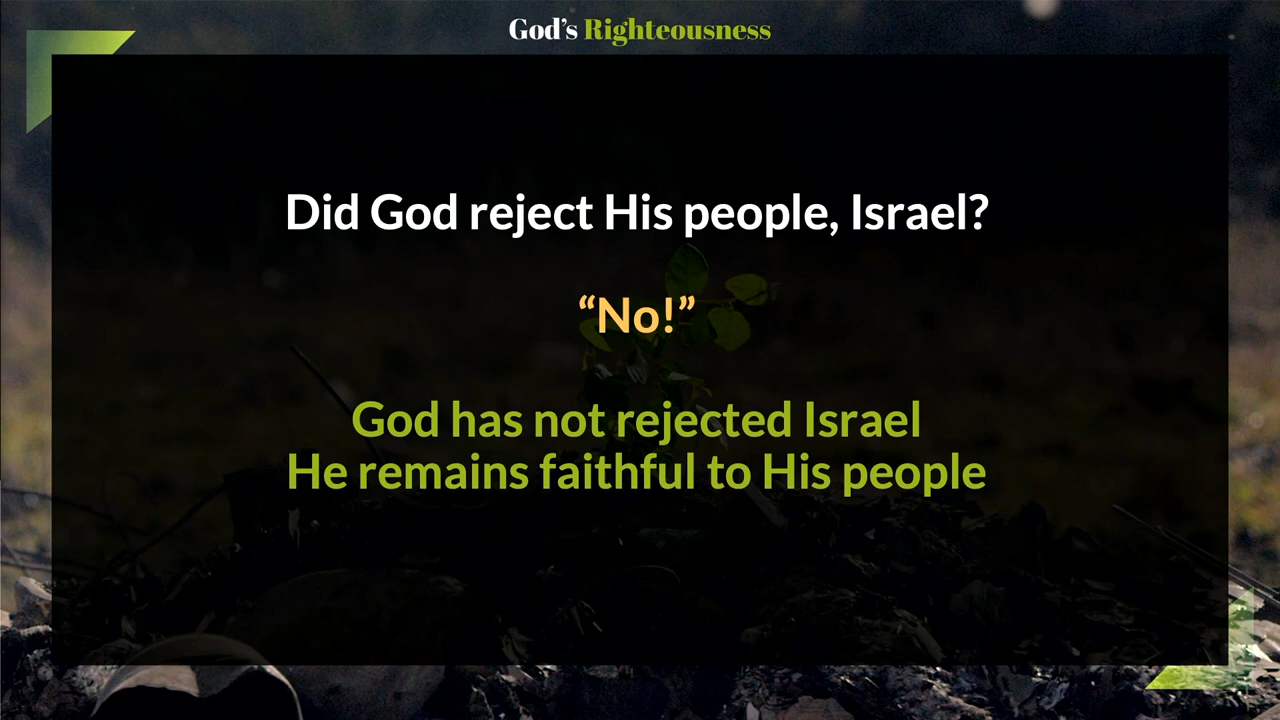 God’s Righteousness
Did God reject His people, Israel?
“No!”
God has not rejected Israel
He remains faithful to His people